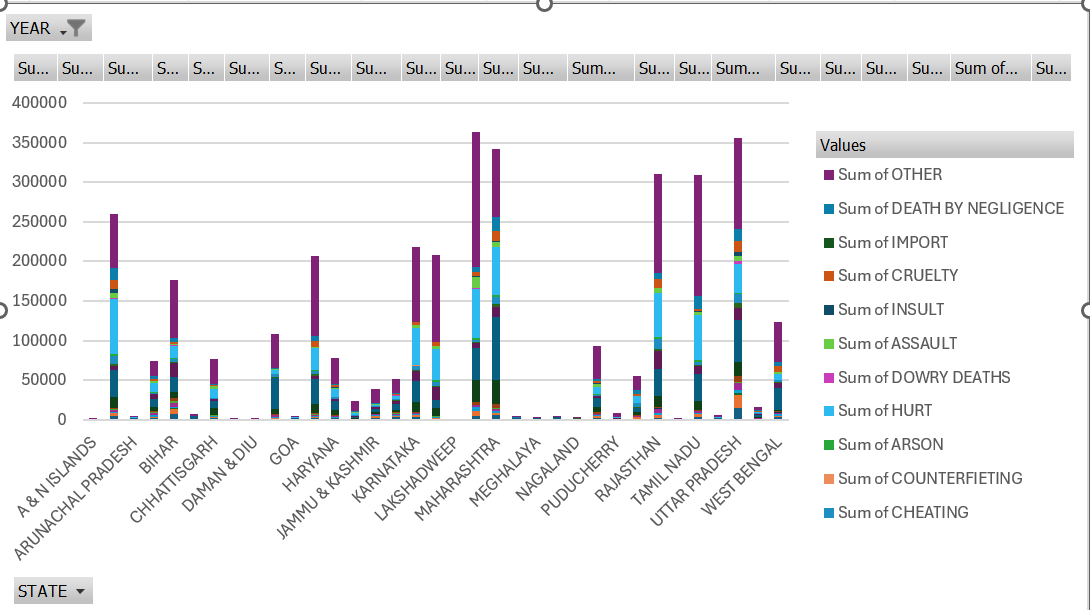 YEAR
Su... Su... Su... S... S... Su... S... Su... Su... Su... Su... Su... Su... Sum... Su... Su... Sum... Su... Su... Su... Su... Sum of... Su...
400000
350000
300000
250000
200000
150000
100000
50000
0
A & N ISLANDS
ARUNACHAL PRADESH
BIHAR
CHHATTISGARH
DAMAN & DIU
GOA
HARYANA
JAMMU & KASHMIR
KARNATAKA
LAKSHADWEEP
MAHARASHTRA
MEGHALAYA
NAGALAND
PUDUCHERRY
RAJASTHAN
TAMIL NADU
UTTAR PRADESH
WEST BENGAL
Values
Sum of OTHER
Sum of DEATH BY NEGLIGENCE
Sum of IMPORT
Sum of CRUELTY
Sum of INSULT
Sum of ASSAULT
Sum of DOWRY DEATHS
Sum of HURT
Sum of ARSON
Sum of COUNTERFIETING
Sum of CHEATING
STATE